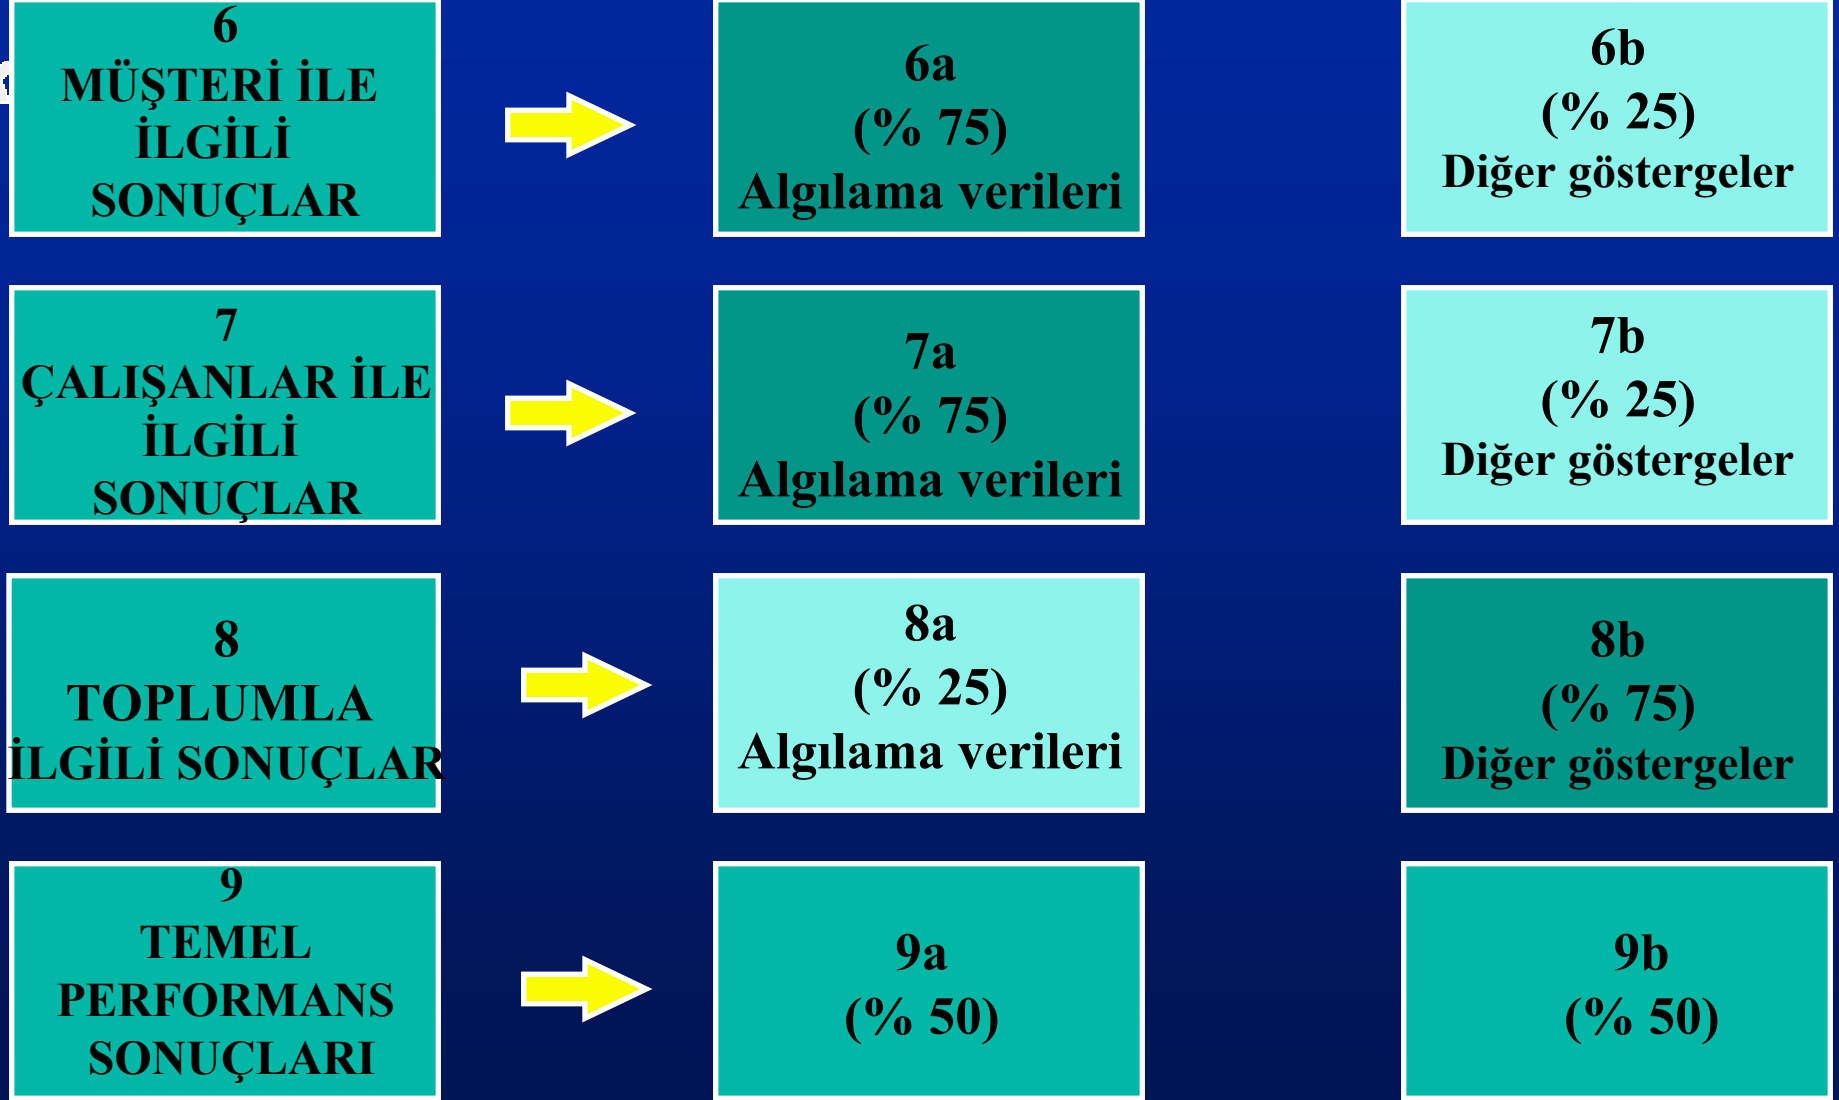 6
MÜŞTERİ İLE
İLGİLİ
SONUÇLAR
6a
(% 75)
Algılama verileri
6b
(% 25)
Diğer göstergeler
7
ÇALIŞANLAR İLE
İLGİLİ
SONUÇLAR
7a
(% 75)
Algılama verileri
7b
(% 25)
Diğer göstergeler
8
TOPLUMLA
İLGİLİ SONUÇLAR
8a
(% 25)
Algılama verileri
8b
(% 75)
Diğer göstergeler
9
TEMEL
PERFORMANS
SONUÇLARI
9a
(% 50)
9b
(% 50)